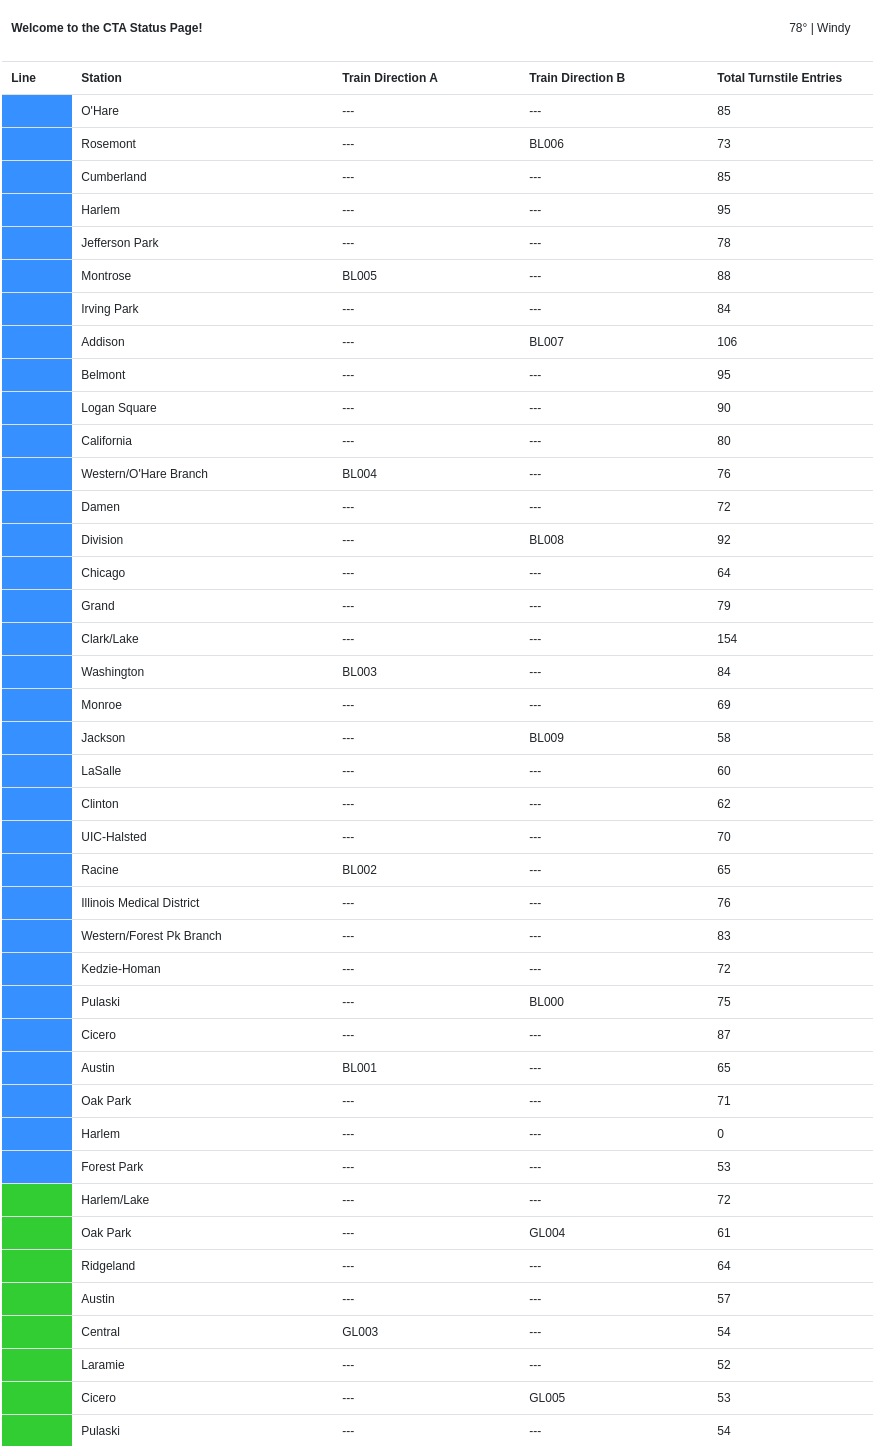 Welcome to the CTA Status Page! 78° | Windy
Line Station Train Direction A Train Direction B Total Turnstile Entries
O'Hare --- --- 85
Rosemont --- BL006 73
Cumberland --- --- 85
Harlem --- --- 95
Jefferson Park --- --- 78
Montrose BL005 --- 88
Irving Park --- --- 84
Addison --- BL007 106
Belmont --- --- 95
Logan Square --- --- 90
California --- --- 80
Western/O'Hare Branch BL004 --- 76
Damen --- --- 72
Division --- BL008 92
Chicago --- --- 64
Grand --- --- 79
Clark/Lake --- --- 154
Washington BL003 --- 84
Monroe --- --- 69
Jackson --- BL009 58
LaSalle --- --- 60
Clinton --- --- 62
UIC-Halsted --- --- 70
Racine BL002 --- 65
Illinois Medical District --- --- 76
Western/Forest Pk Branch --- --- 83
Kedzie-Homan --- --- 72
Pulaski --- BL000 75
Cicero --- --- 87
Austin BL001 --- 65
Oak Park --- --- 71
Harlem --- --- 0
Forest Park --- --- 53
Harlem/Lake --- --- 72
Oak Park --- GL004 61
Ridgeland --- --- 64
Austin --- --- 57
Central GL003 --- 54
Laramie --- --- 52
Cicero --- GL005 53
Pulaski --- --- 54